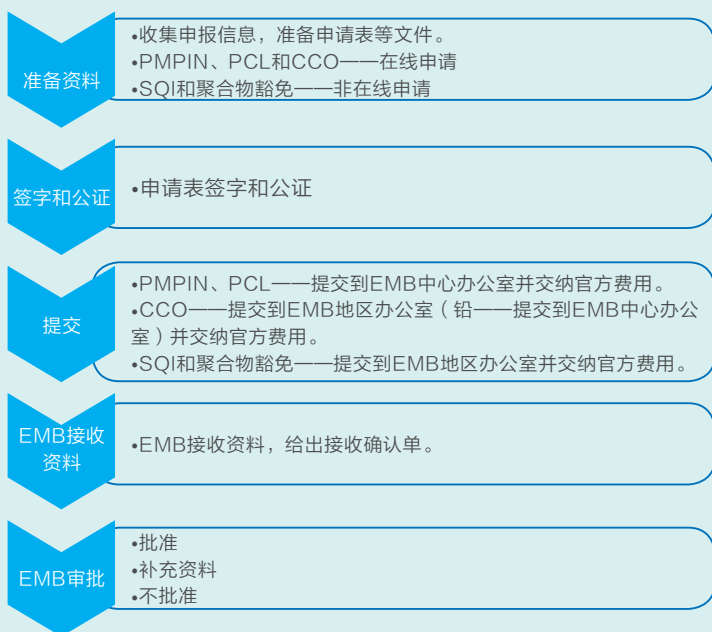 准备资料
•收集申报信息，准备申请表等文件。
•PMPIN、PCL和CCO——在线申请
•SQI和聚合物豁免——非在线申请
签字和公证
•申请表签字和公证
提交
•PMPIN、PCL——提交到EMB中心办公室并交纳官方费用。
•CCO——提交到EMB地区办公室（铅——提交到EMB中心办公
室）并交纳官方费用。
•SQI和聚合物豁免——提交到EMB地区办公室并交纳官方费用。
EMB接收
资料
•EMB接收资料，给出接收确认单。
EMB审批
•批准
•补充资料
•不批准